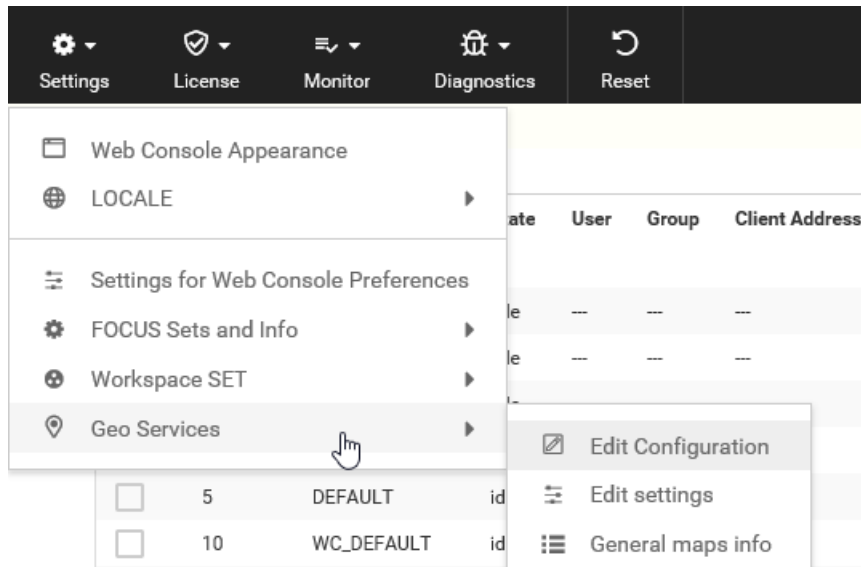 Settings License Monitor Diagnostics Reset
Web Console Appearance
LOCALE
ate User Group Client Address
Settings for Web Console Preferences
le --- --- ---
FOCUS Sets and Info
le --- --- ---
Workspace SET
Geo Services
Edit Configuration
5 DEFAULT id
Edit settings
10 WC_DEFAULT id
General maps info